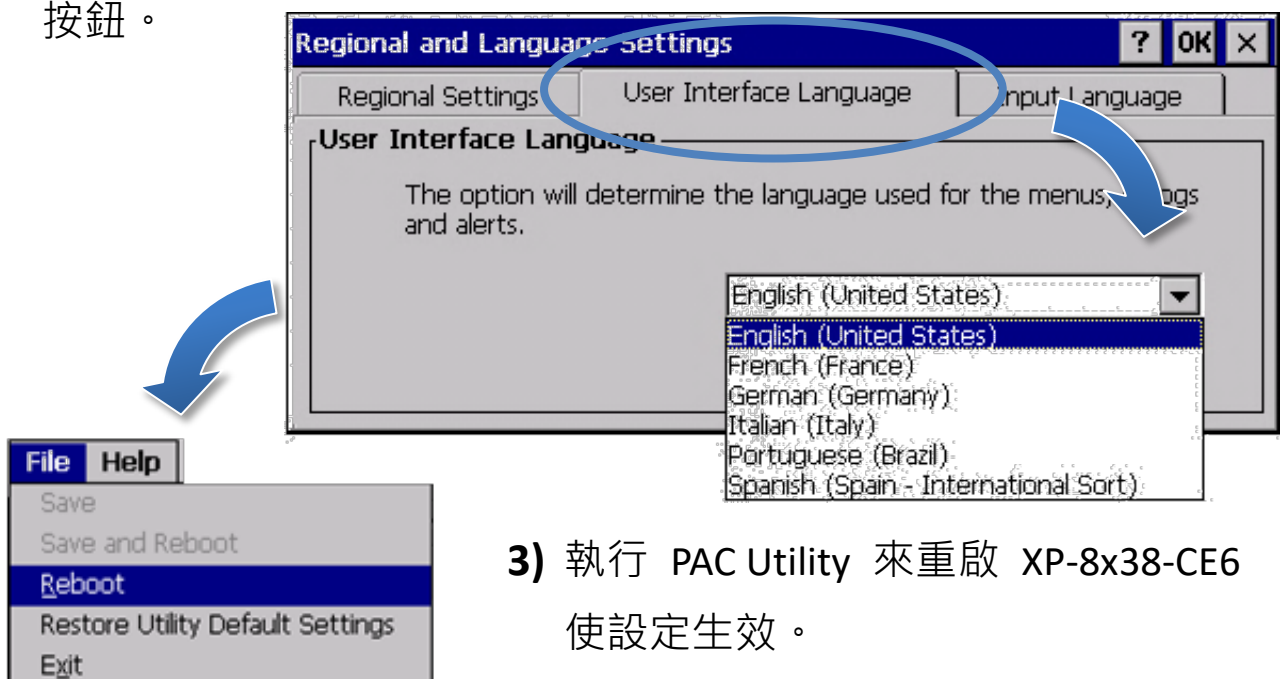 按鈕。
Regional and Language Settings ? OK ×
Regional Settings User Interface Language Input Language
User Interface Language
The option will determine the language used for the menus, and alerts.
English (United States)
English (United States)
French (France)
German (Germany)
Italian (Italy)
Portuguese (Brazil)
Spanish (Spain - International Sort)
File Help
Save
Save and Reboot
Reboot
Restore Utility Default Settings
Exit
3) 執行 PAC Utility 來重啟 XP-8x38-CE6
使設定生效。